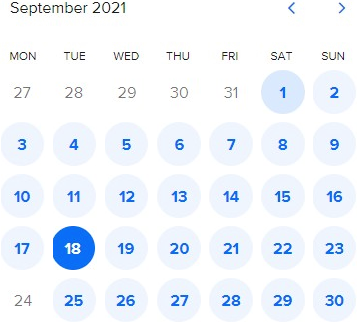 September 2021
MON TUE WED THU FRI SAT SUN
27 28 29 30 31 1 2
3 4 5 6 7 8 9
10 11 12 13 14 15 16
17 18 19 20 21 22 23
24 25 26 27 28 29 30